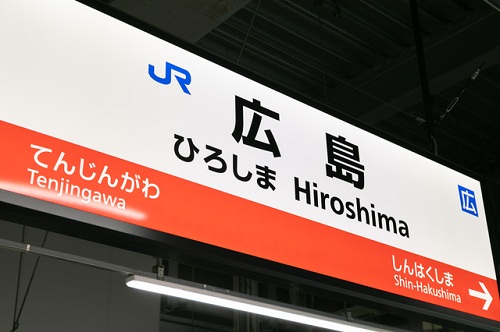 JR
広島
ひろしま Hiroshima
広
てんじんがわ
Tenjingawa
しんはくしま
Shin-Hakushima